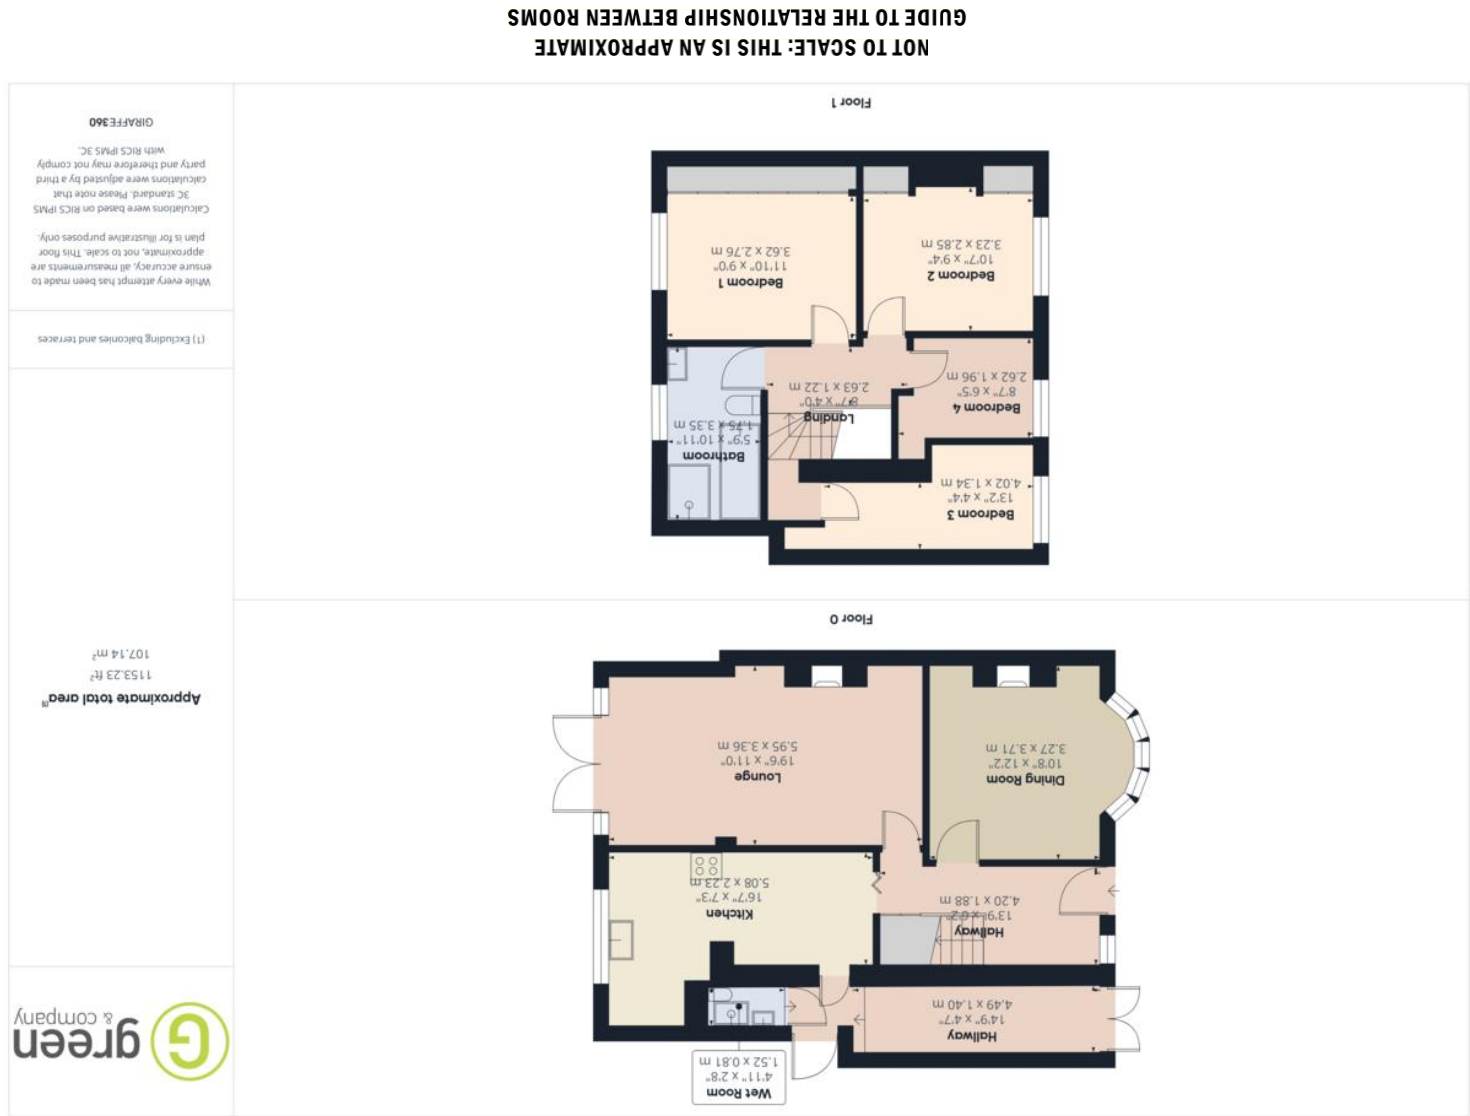 green
& company
Approximate total area⁽¹⁾
1153.23 ft²
107.14 m²
(1) Excluding balconies and terraces
While every attempt has been made to
ensure accuracy, all measurements are
approximate, not to scale. This floor
plan is for illustrative purposes only.
Calculations were based on RICS IPMS
3C standard. Please note that
calculations were adjusted by a third
party and therefore may not comply
with RICS IPMS 3C.
GIRAFFE360
Wet Room
4'11" x 2'8"
1.52 x 0.81 m
Hallway
14'9" x 4'7"
4.49 x 1.40 m
Hallway
13'9" x 6'2"
4.20 x 1.88 m
Kitchen
16'7" x 7'3"
5.08 x 2.23 m
Dining Room
10'8" x 12'2"
3.27 x 3.71 m
Lounge
19'6" x 11'0"
5.95 x 3.36 m
Floor 0
Bedroom 3
13'2" x 4'4"
4.02 x 1.34 m
Bathroom
5'9" x 10'11"
1.75 x 3.35 m
Landing
8'7" x 4'0"
2.63 x 1.22 m
Bedroom 4
8'7" x 6'5"
2.62 x 1.96 m
Bedroom 2
10'7" x 9'4"
3.23 x 2.85 m
Bedroom 1
11'10" x 9'0"
3.62 x 2.76 m
Floor 1
NOT TO SCALE: THIS IS AN APPROXIMATE
GUIDE TO THE RELATIONSHIP BETWEEN ROOMS